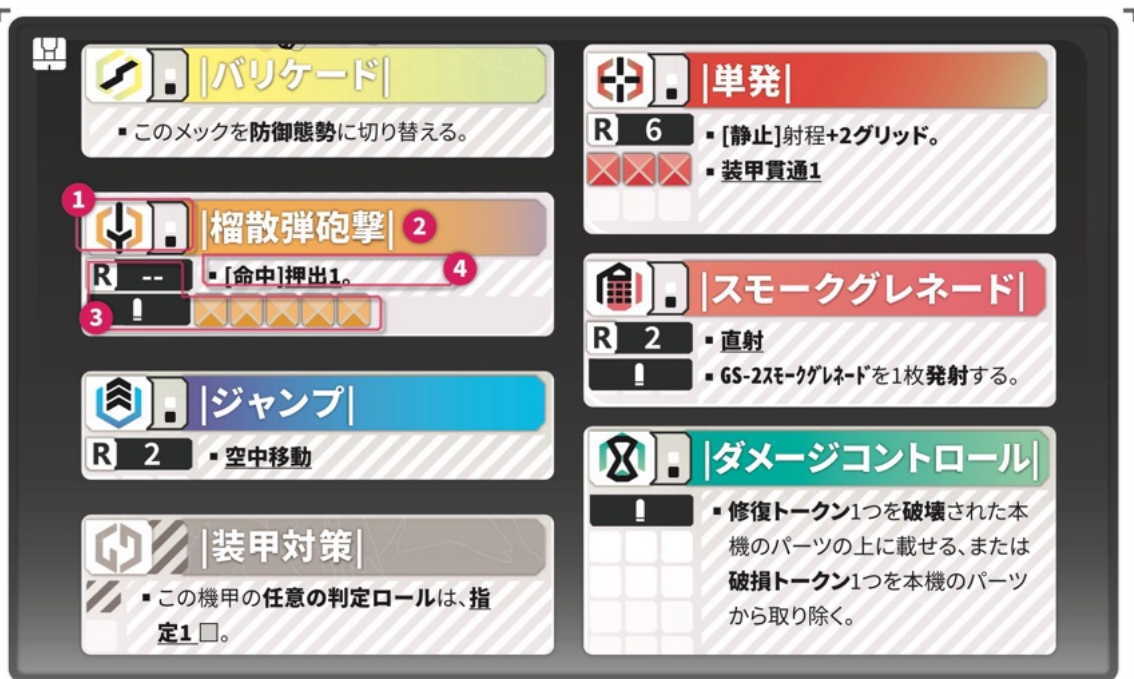 |バリケード|
▪ このメックを防御態勢に切り替える。
1
|榴散弾砲撃| 2
R --
▪ [命中]押出1。 4
3
|ジャンプ|
R 2
▪ 空中移動
|装甲対策|
▪ この機甲の任意の判定ロールは、指
定1 □。
|単発|
R 6
▪ [静止]射程+2グリッド。
▪ 装甲貫通1
|スモークグレネード|
R 2
▪ 直射
▪ GS-2スモークグレネードを1枚発射する。
|ダメージコントロール|
▪ 修復トークン1つを破壊された本
機のパーツの上に載せる、または
破損トークン1つを本機のパーツ
から取り除く。